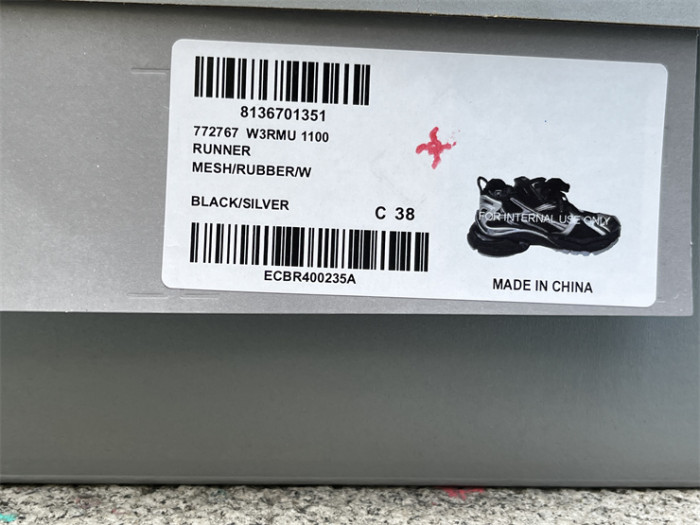 8136701351
772767 W3RMU 1100
RUNNER
MESH/RUBBER/W
BLACK/SILVER
C 38
ECBR400235A
FOR INTERNAL USE ONLY
MADE IN CHINA